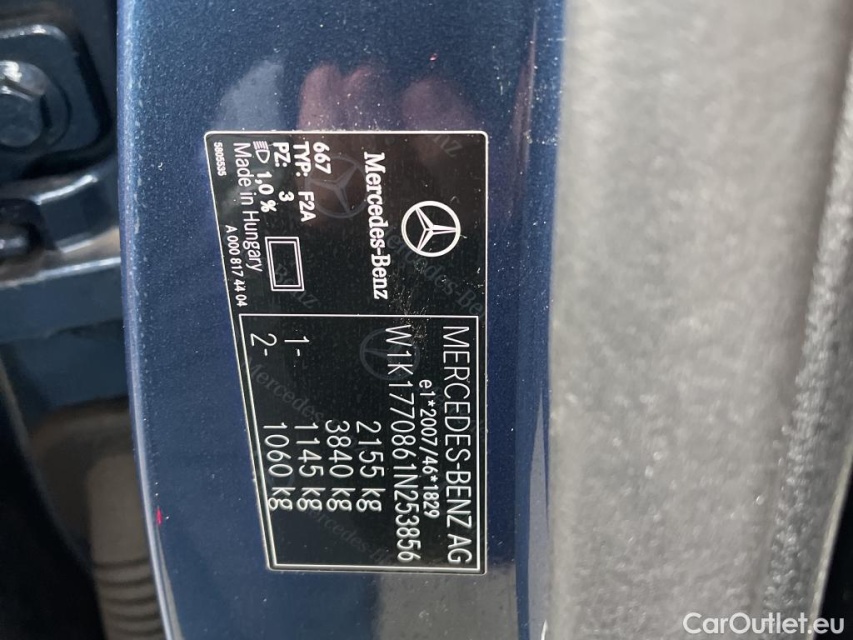 Mercedes-Benz
667
TYP: F2A
PZ: 3
1,0 %
Made in Hungary
A 000 817 44 04
5805535
MERCEDES-BENZ AG
e1*2007/46*1829
W1K1770861N253856
2155 kg
3840 kg
1- 1145 kg
2- 1060 kg
CarOutlet.eu